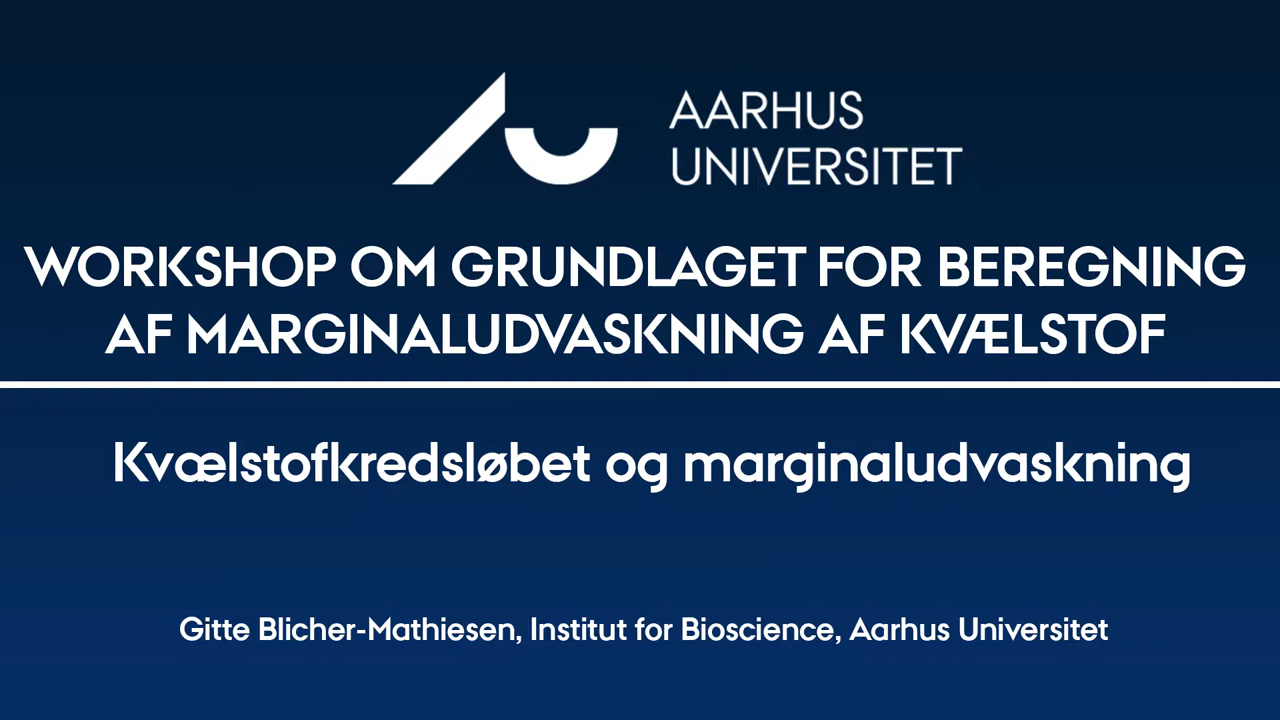 AARHUS
UNIVERSITET
WORKSHOP OM GRUNDLAGET FOR BEREGNING
AF MARGINALUDVASKNING AF KVÆLSTOF
Kvælstofkredsløbet og marginaludvaskning
Gitte Blicher-Mathiesen, Institut for Bioscience, Aarhus Universitet